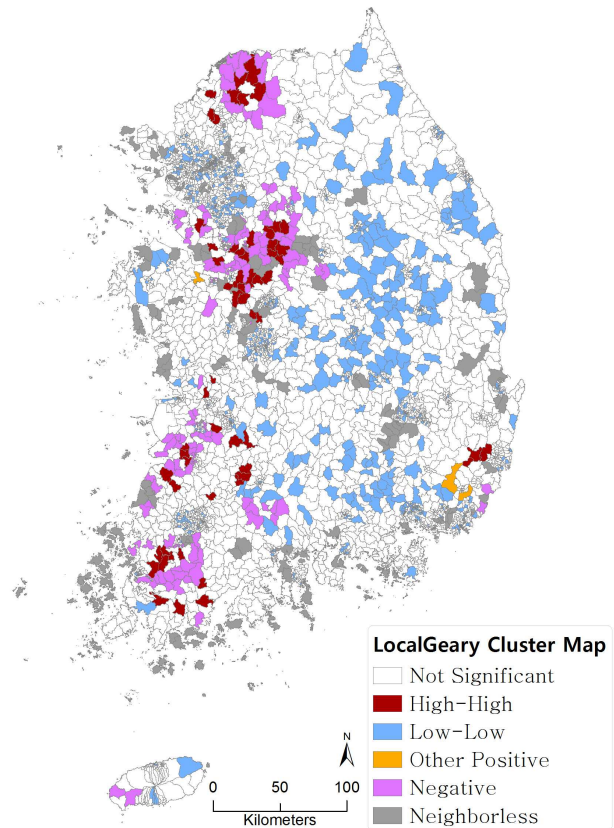 LocalGeary Cluster Map
Not Significant
High-High
Low-Low
Other Positive
Negative
Neighborless
N
0 50 100
Kilometers